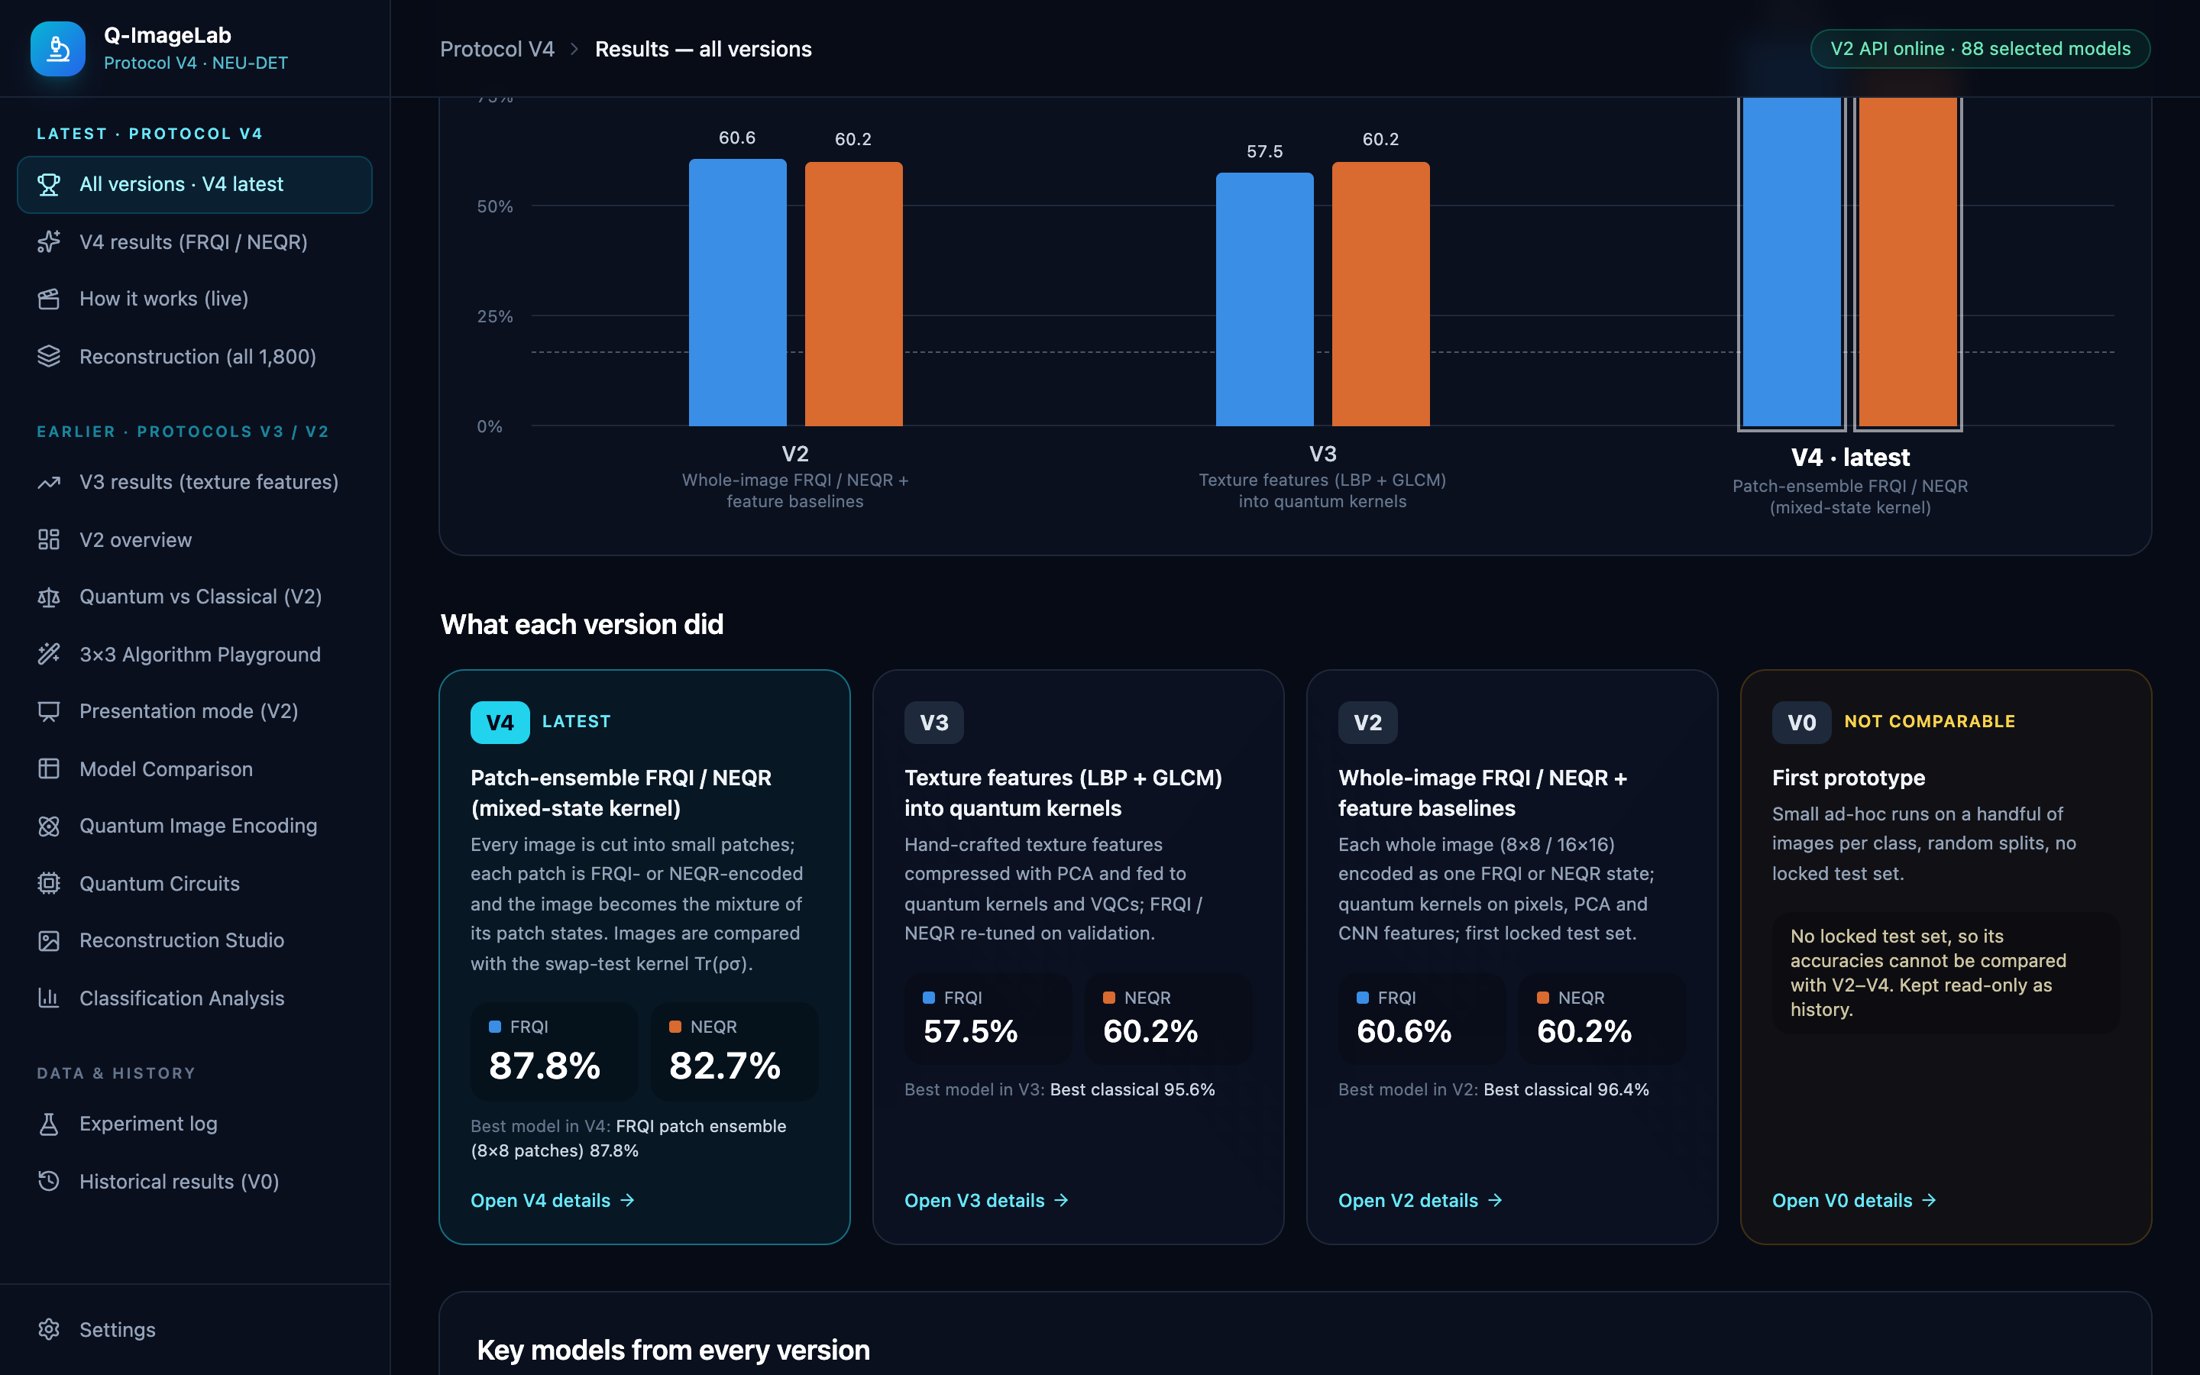 Q-ImageLab
Protocol V4 · NEU-DET
LATEST · PROTOCOL V4
All versions · V4 latest
V4 results (FRQI / NEQR)
How it works (live)
Reconstruction (all 1,800)
EARLIER · PROTOCOLS V3 / V2
V3 results (texture features)
V2 overview
Quantum vs Classical (V2)
3×3 Algorithm Playground
Presentation mode (V2)
Model Comparison
Quantum Image Encoding
Quantum Circuits
Reconstruction Studio
Classification Analysis
DATA & HISTORY
Experiment log
Historical results (V0)
Settings
Protocol V4 > Results — all versions
V2 API online · 88 selected models
75%
60.6
60.2
57.5
60.2
50%
25%
0%
V2
Whole-image FRQI / NEQR +
feature baselines
V3
Texture features (LBP + GLCM)
into quantum kernels
V4 · latest
Patch-ensemble FRQI / NEQR
(mixed-state kernel)
What each version did
V4 LATEST
Patch-ensemble FRQI / NEQR
(mixed-state kernel)
Every image is cut into small patches;
each patch is FRQI- or NEQR-encoded
and the image becomes the mixture of
its patch states. Images are compared
with the swap-test kernel Tr(ρσ).
FRQI
87.8%
NEQR
82.7%
Best model in V4: FRQI patch ensemble
(8×8 patches) 87.8%
Open V4 details →
V3
Texture features (LBP + GLCM)
into quantum kernels
Hand-crafted texture features
compressed with PCA and fed to
quantum kernels and VQCs; FRQI /
NEQR re-tuned on validation.
FRQI
57.5%
NEQR
60.2%
Best model in V3: Best classical 95.6%
Open V3 details →
V2
Whole-image FRQI / NEQR +
feature baselines
Each whole image (8×8 / 16×16)
encoded as one FRQI or NEQR state;
quantum kernels on pixels, PCA and
CNN features; first locked test set.
FRQI
60.6%
NEQR
60.2%
Best model in V2: Best classical 96.4%
Open V2 details →
V0 NOT COMPARABLE
First prototype
Small ad-hoc runs on a handful of
images per class, random splits, no
locked test set.
No locked test set, so its
accuracies cannot be compared
with V2–V4. Kept read-only as
history.
Open V0 details →
Key models from every version